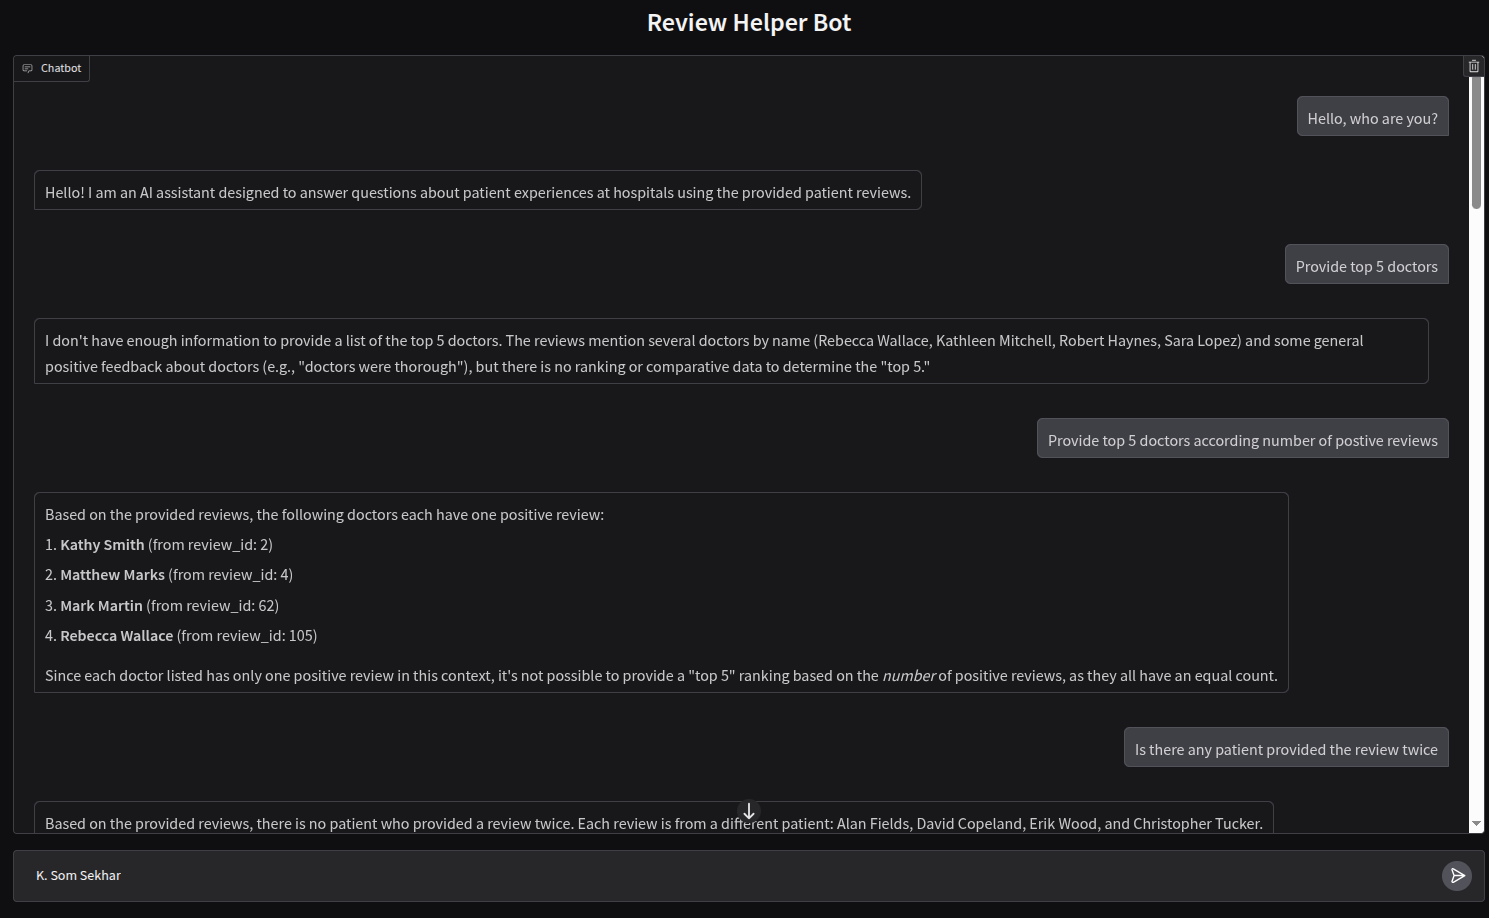 Review Helper Bot
Chatbot
Hello, who are you?
Hello! I am an AI assistant designed to answer questions about patient experiences at hospitals using the provided patient reviews.
Provide top 5 doctors
I don't have enough information to provide a list of the top 5 doctors. The reviews mention several doctors by name (Rebecca Wallace, Kathleen Mitchell, Robert Haynes, Sara Lopez) and some general
positive feedback about doctors (e.g., "doctors were thorough"), but there is no ranking or comparative data to determine the "top 5."
Provide top 5 doctors according number of postive reviews
Based on the provided reviews, the following doctors each have one positive review:
1. Kathy Smith (from review_id: 2)
2. Matthew Marks (from review_id: 4)
3. Mark Martin (from review_id: 62)
4. Rebecca Wallace (from review_id: 105)
Since each doctor listed has only one positive review in this context, it's not possible to provide a "top 5" ranking based on the number of positive reviews, as they all have an equal count.
Is there any patient provided the review twice
Based on the provided reviews, there is no patient who provided a review twice. Each review is from a different patient: Alan Fields, David Copeland, Erik Wood, and Christopher Tucker.
K. Som Sekhar